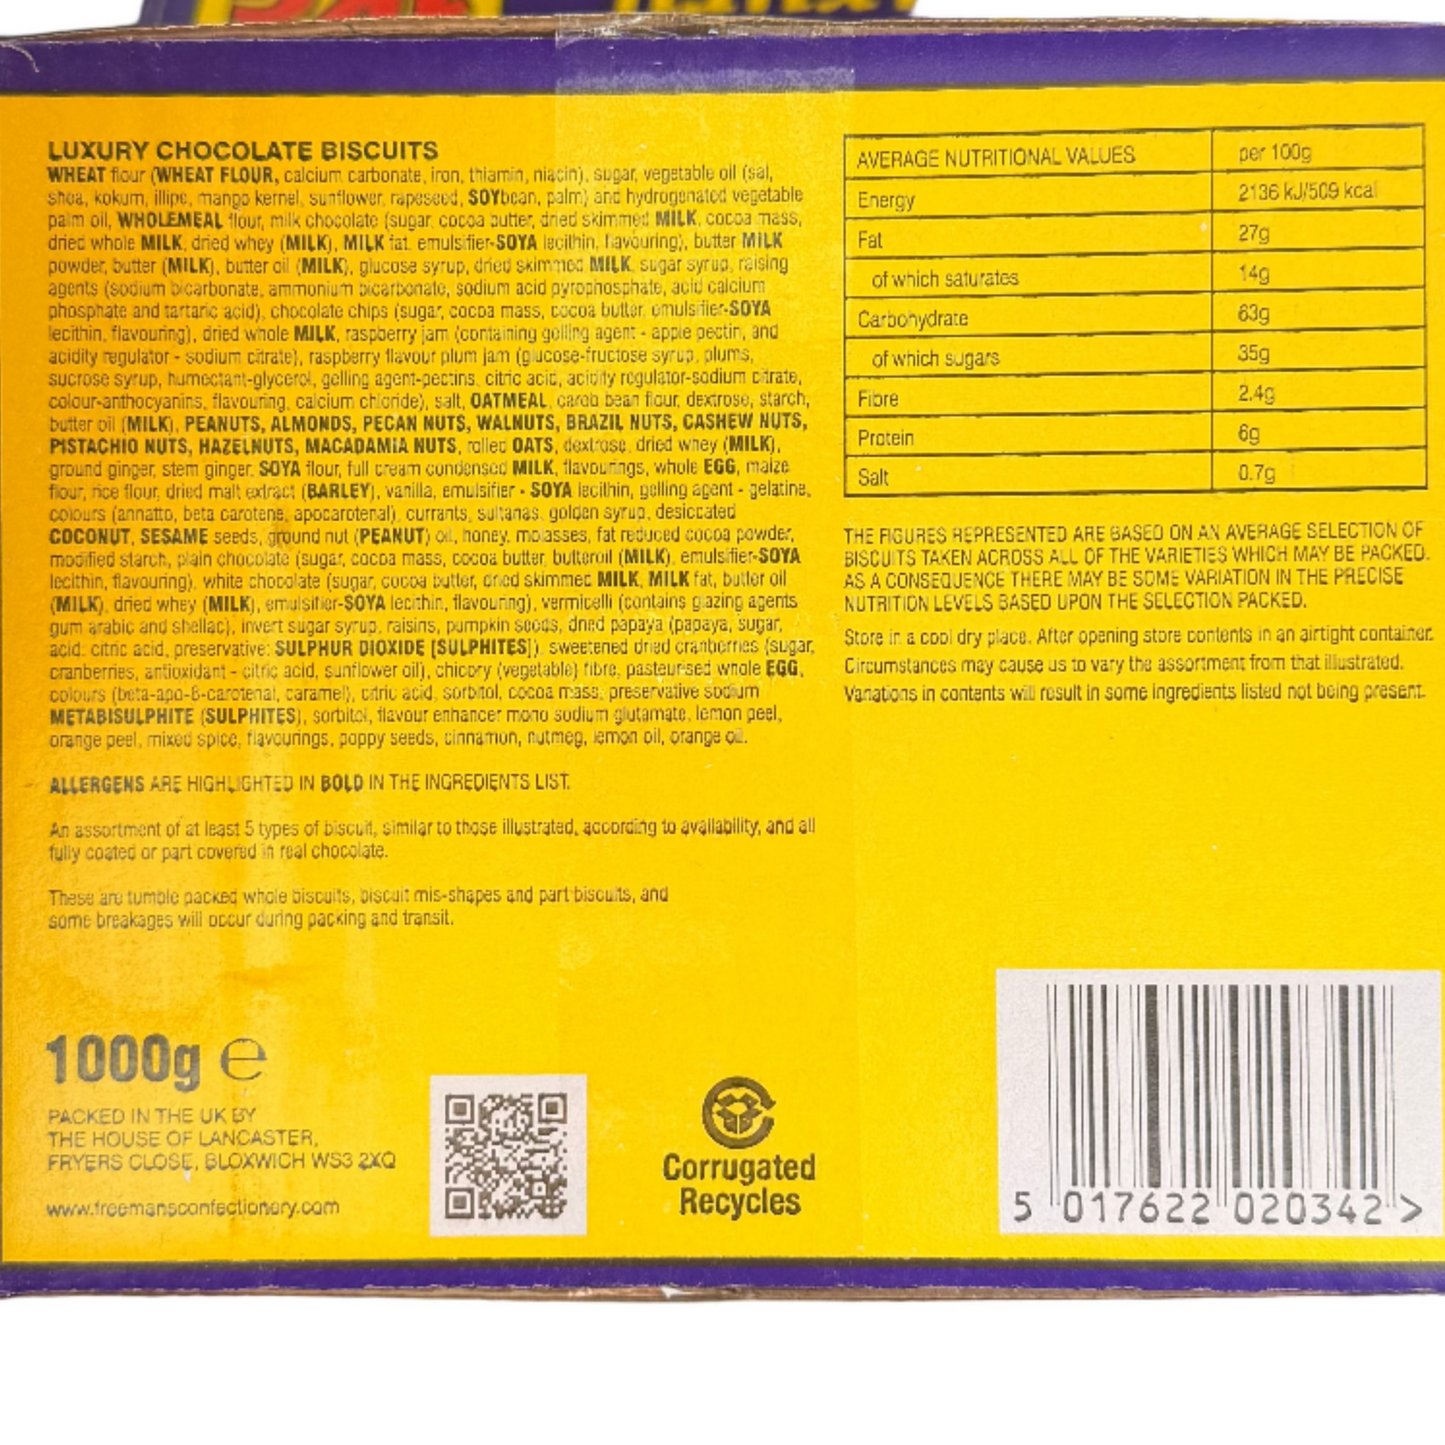 LUXURY CHOCOLATE BISCUITS
WHEAT flour (WHEAT FLOUR, calcium carbonate, iron, thiamin, niacin), sugar, vegetable oil (sal,
shea, kokum, illipe, mango kernel, sunflower, rapeseed, SOYbean, palm) and hydrogenated vegetable
palm oil, WHOLEMEAL flour, milk chocolate (sugar, cocoa butter, dried skimmed MILK, cocoa mass,
dried whole MILK, dried whey (MILK), MILK fat, emulsifier-SOYA lecithin, flavouring), butter MILK
powder, butter (MILK), butter oil (MILK), glucose syrup, dried skimmed MILK, sugar syrup, raising
agents (sodium bicarbonate, ammonium bicarbonate, sodium acid pyrophosphate, acid calcium
phosphate and tartaric acid), chocolate chips (sugar, cocoa mass, cocoa butter, emulsifier-SOYA
lecithin, flavouring), dried whole MILK, raspberry jam (containing gelling agent - apple pectin, and
acidity regulator - sodium citrate), raspberry flavour plum jam (glucose-fructose syrup, plums,
sucrose syrup, humectant-glycerol, gelling agent-pectins, citric acid, acidity regulator-sodium citrate,
colour-anthocyanins, flavouring, calcium chloride), salt, OATMEAL, carob bean flour, dextrose, starch,
butter oil (MILK), PEANUTS, ALMONDS, PECAN NUTS, WALNUTS, BRAZIL NUTS, CASHEW NUTS,
PISTACHIO NUTS, HAZELNUTS, MACADAMIA NUTS, rolled OATS, dextrose, dried whey (MILK),
ground ginger, stem ginger, SOYA flour, full cream condensed MILK, flavourings, whole EGG, maize
flour, rice flour, dried malt extract (BARLEY), vanilla, emulsifier - SOYA lecithin, gelling agent - gelatine,
colours (annatto, beta carotene, apocarotenal), currants, sultanas, golden syrup, desiccated
COCONUT, SESAME seeds, ground nut (PEANUT) oil, honey, molasses, fat reduced cocoa powder,
modified starch, plain chocolate (sugar, cocoa mass, cocoa butter, butteroil (MILK), emulsifier-SOYA
lecithin, flavouring), white chocolate (sugar, cocoa butter, dried skimmed MILK, MILK fat, butter oil
(MILK), dried whey (MILK), emulsifier-SOYA lecithin, flavouring), vermicelli (contains glazing agents
gum arabic and shellac), invert sugar syrup, raisins, pumpkin seeds, dried papaya (papaya, sugar,
acid: citric acid, preservative: SULPHUR DIOXIDE [SULPHITES]), sweetened dried cranberries (sugar,
cranberries, antioxidant - citric acid, sunflower oil), chicory (vegetable) fibre, pasteurised whole EGG,
colours (beta-apo-8-carotenal, caramel), citric acid, sorbitol, cocoa mass, preservative sodium
METABISULPHITE (SULPHITES), sorbitol, flavour enhancer mono sodium glutamate, lemon peel,
orange peel, mixed spice, flavourings, poppy seeds, cinnamon, nutmeg, lemon oil, orange oil.
ALLERGENS ARE HIGHLIGHTED IN BOLD IN THE INGREDIENTS LIST.
An assortment of at least 5 types of biscuit, similar to those illustrated, according to availability, and all
fully coated or part covered in real chocolate.
These are tumble packed whole biscuits, biscuit mis-shapes and part biscuits, and
some breakages will occur during packing and transit.
1000g ℮
PACKED IN THE UK BY
THE HOUSE OF LANCASTER,
FRYERS CLOSE, BLOXWICH WS3 2XQ
www.freemansconfectionery.com
Corrugated
Recycles
AVERAGE NUTRITIONAL VALUES per 100g
Energy 2136 kJ/509 kcal
Fat 27g
of which saturates 14g
Carbohydrate 63g
of which sugars 35g
Fibre 2.4g
Protein 6g
Salt 0.7g
THE FIGURES REPRESENTED ARE BASED ON AN AVERAGE SELECTION OF
BISCUITS TAKEN ACROSS ALL OF THE VARIETIES WHICH MAY BE PACKED.
AS A CONSEQUENCE THERE MAY BE SOME VARIATION IN THE PRECISE
NUTRITION LEVELS BASED UPON THE SELECTION PACKED.
Store in a cool dry place. After opening store contents in an airtight container.
Circumstances may cause us to vary the assortment from that illustrated.
Variations in contents will result in some ingredients listed not being present.
5 017622 020342 >